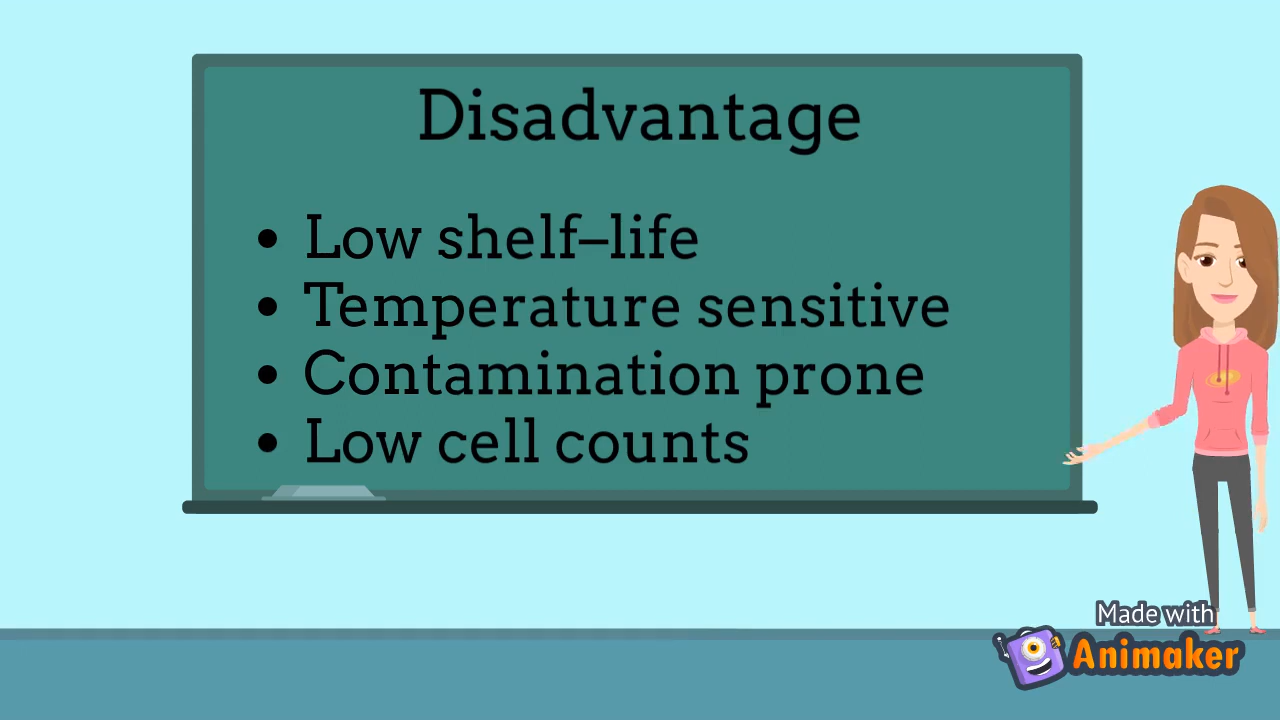 Disadvantage
• Low shelf–life
• Temperature sensitive
• Contamination prone
• Low cell counts
Made with
Animaker